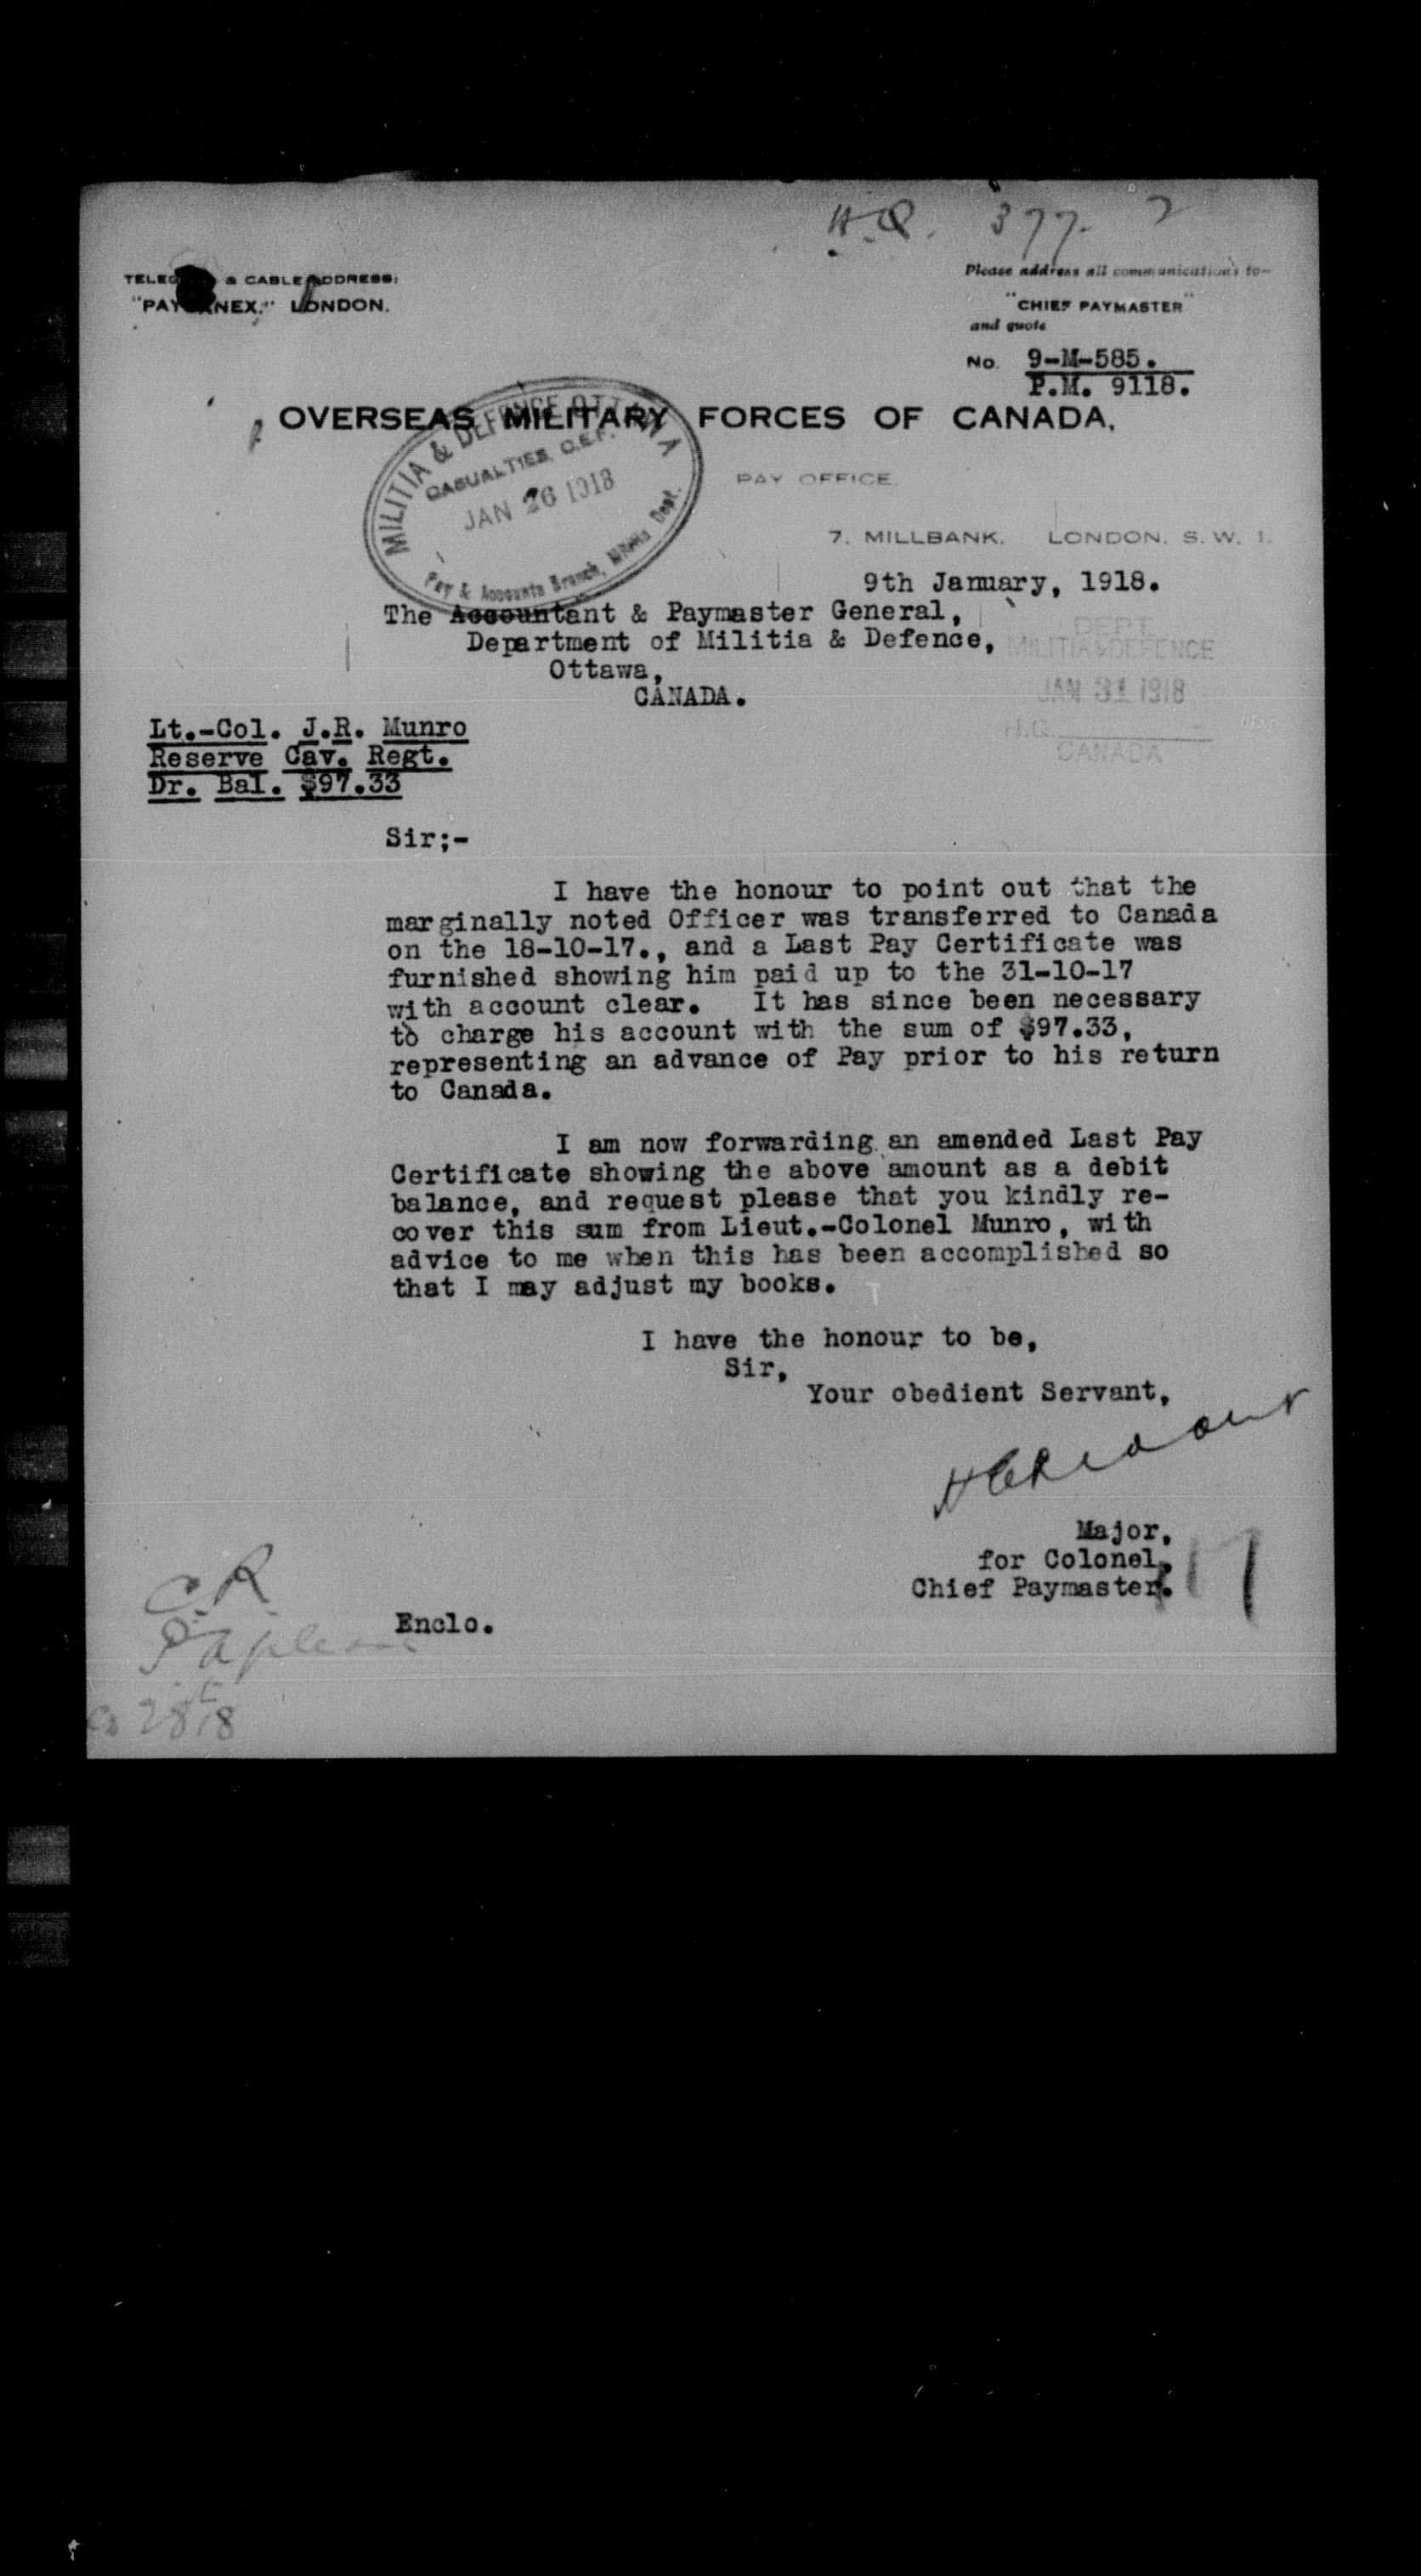 H.Q. 377. 2
TELEG & CABLE ADDRESS:
"PAY NEX." LONDON.
Please address all communications to—
"CHIEF PAYMASTER"
and quote
No. 9-M-585.
P.M. 9118.
OVERSEAS MILITARY FORCES OF CANADA,
MILITIA & DEFENCE OTTAWA
CASUALTIES, C.E.F.
JAN 26 1918
Pay & Accounts Branch, Militia Dept.
PAY OFFICE
7. MILLBANK, LONDON, S.W. 1.
9th January, 1918.
The Accountant & Paymaster General,
Department of Militia & Defence,
Ottawa,
CANADA.
DEPT.
MILITIA & DEFENCE
JAN 31 1918
H.Q.
CANADA
Lt.-Col. J.R. Munro
Reserve Cav. Regt.
Dr. Bal. $97.33
Sir;-
I have the honour to point out that the
marginally noted Officer was transferred to Canada
on the 18-10-17., and a Last Pay Certificate was
furnished showing him paid up to the 31-10-17
with account clear. It has since been necessary
to charge his account with the sum of $97.33,
representing an advance of Pay prior to his return
to Canada.
I am now forwarding an amended Last Pay
Certificate showing the above amount as a debit
balance, and request please that you kindly re-
cover this sum from Lieut.-Colonel Munro, with
advice to me when this has been accomplished so
that I may adjust my books.
I have the honour to be,
Sir,
Your obedient Servant,
Major,
for Colonel,
Chief Paymaster.
C.R
Enclo.
28 18